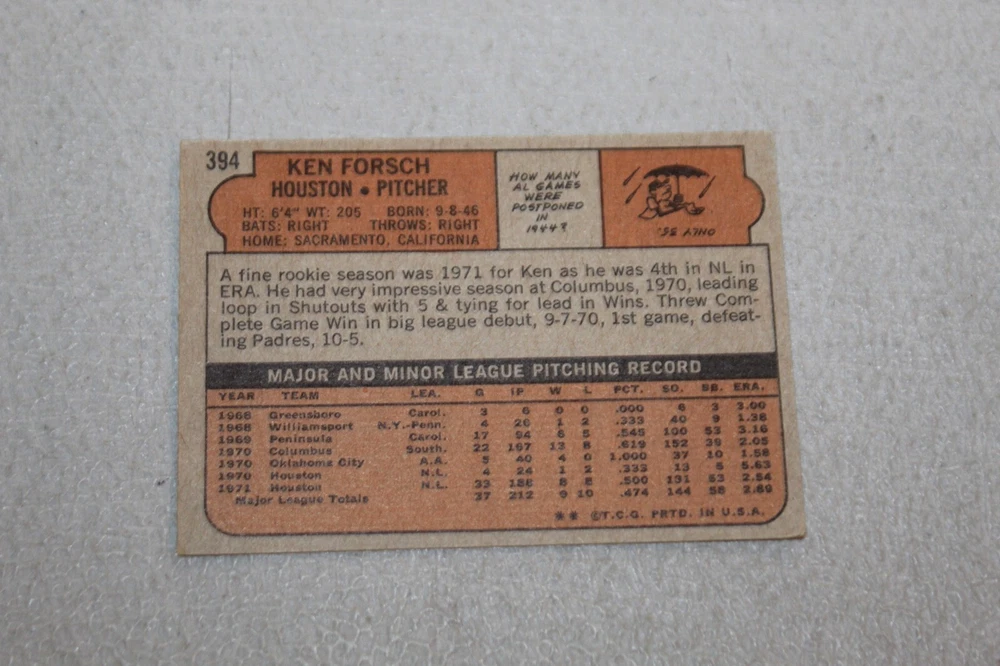 394
KEN FORSCH
HOUSTON • PITCHER
HT: 6'4" WT: 205 BORN: 9-8-46
BATS: RIGHT THROWS: RIGHT
HOME: SACRAMENTO, CALIFORNIA
HOW MANY
AL GAMES
WERE
POSTPONED
IN
1944?
ONLY 35.
A fine rookie season was 1971 for Ken as he was 4th in NL in
ERA. He had very impressive season at Columbus, 1970, leading
loop in Shutouts with 5 & tying for lead in Wins. Threw Com-
plete Game Win in big league debut, 9-7-70, 1st game, defeat-
ing Padres, 10-5.
MAJOR AND MINOR LEAGUE PITCHING RECORD
YEAR TEAM LEA. G IP W L PCT. SO. BB. ERA.
1968 Greensboro Carol. 3 6 0 0 .000 6 3 3.00
1968 Williamsport N.Y.-Penn. 4 26 1 2 .333 40 9 1.38
1969 Peninsula Carol. 17 94 6 5 .545 100 53 3.16
1970 Columbus South. 22 167 13 8 .619 152 39 2.05
1970 Oklahoma City A.A. 5 40 4 0 1.000 37 10 1.58
1970 Houston N.L. 4 24 1 2 .333 13 5 5.63
1971 Houston N.L. 33 188 8 8 .500 131 53 2.54
Major League Totals 37 212 9 10 .474 144 58 2.89
** ©T.C.G. PRTD. IN U.S.A.